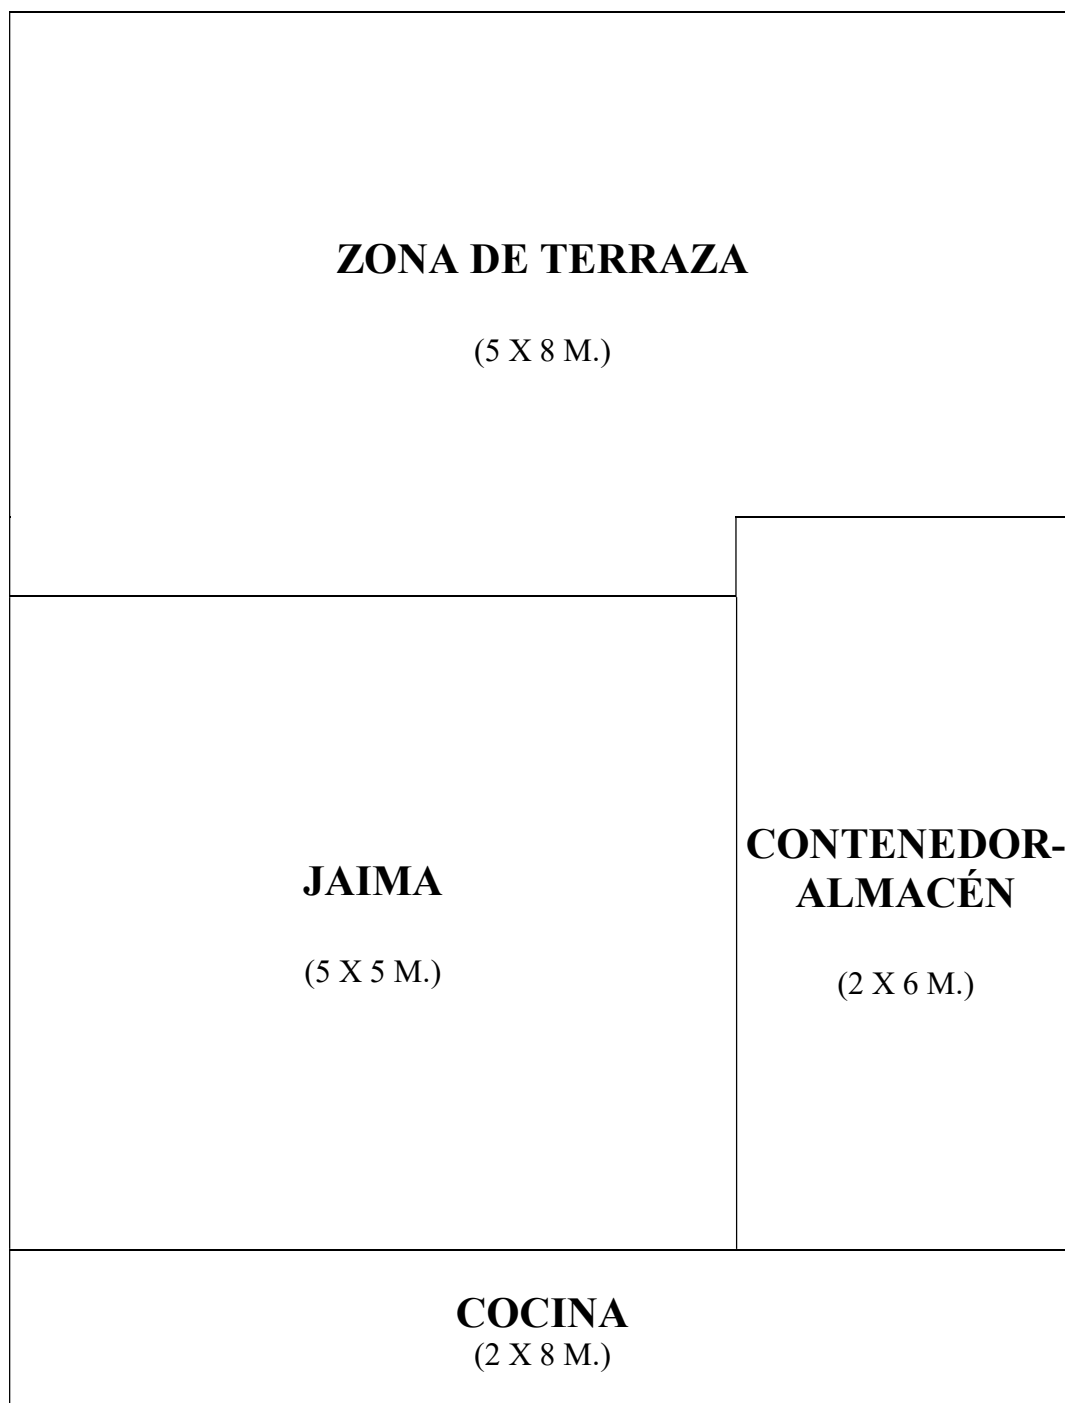 ZONA DE TERRAZA
(5 X 8 M.)
JAIMA
(5 X 5 M.)
CONTENEDOR-
ALMACÉN
(2 X 6 M.)
COCINA
(2 X 8 M.)